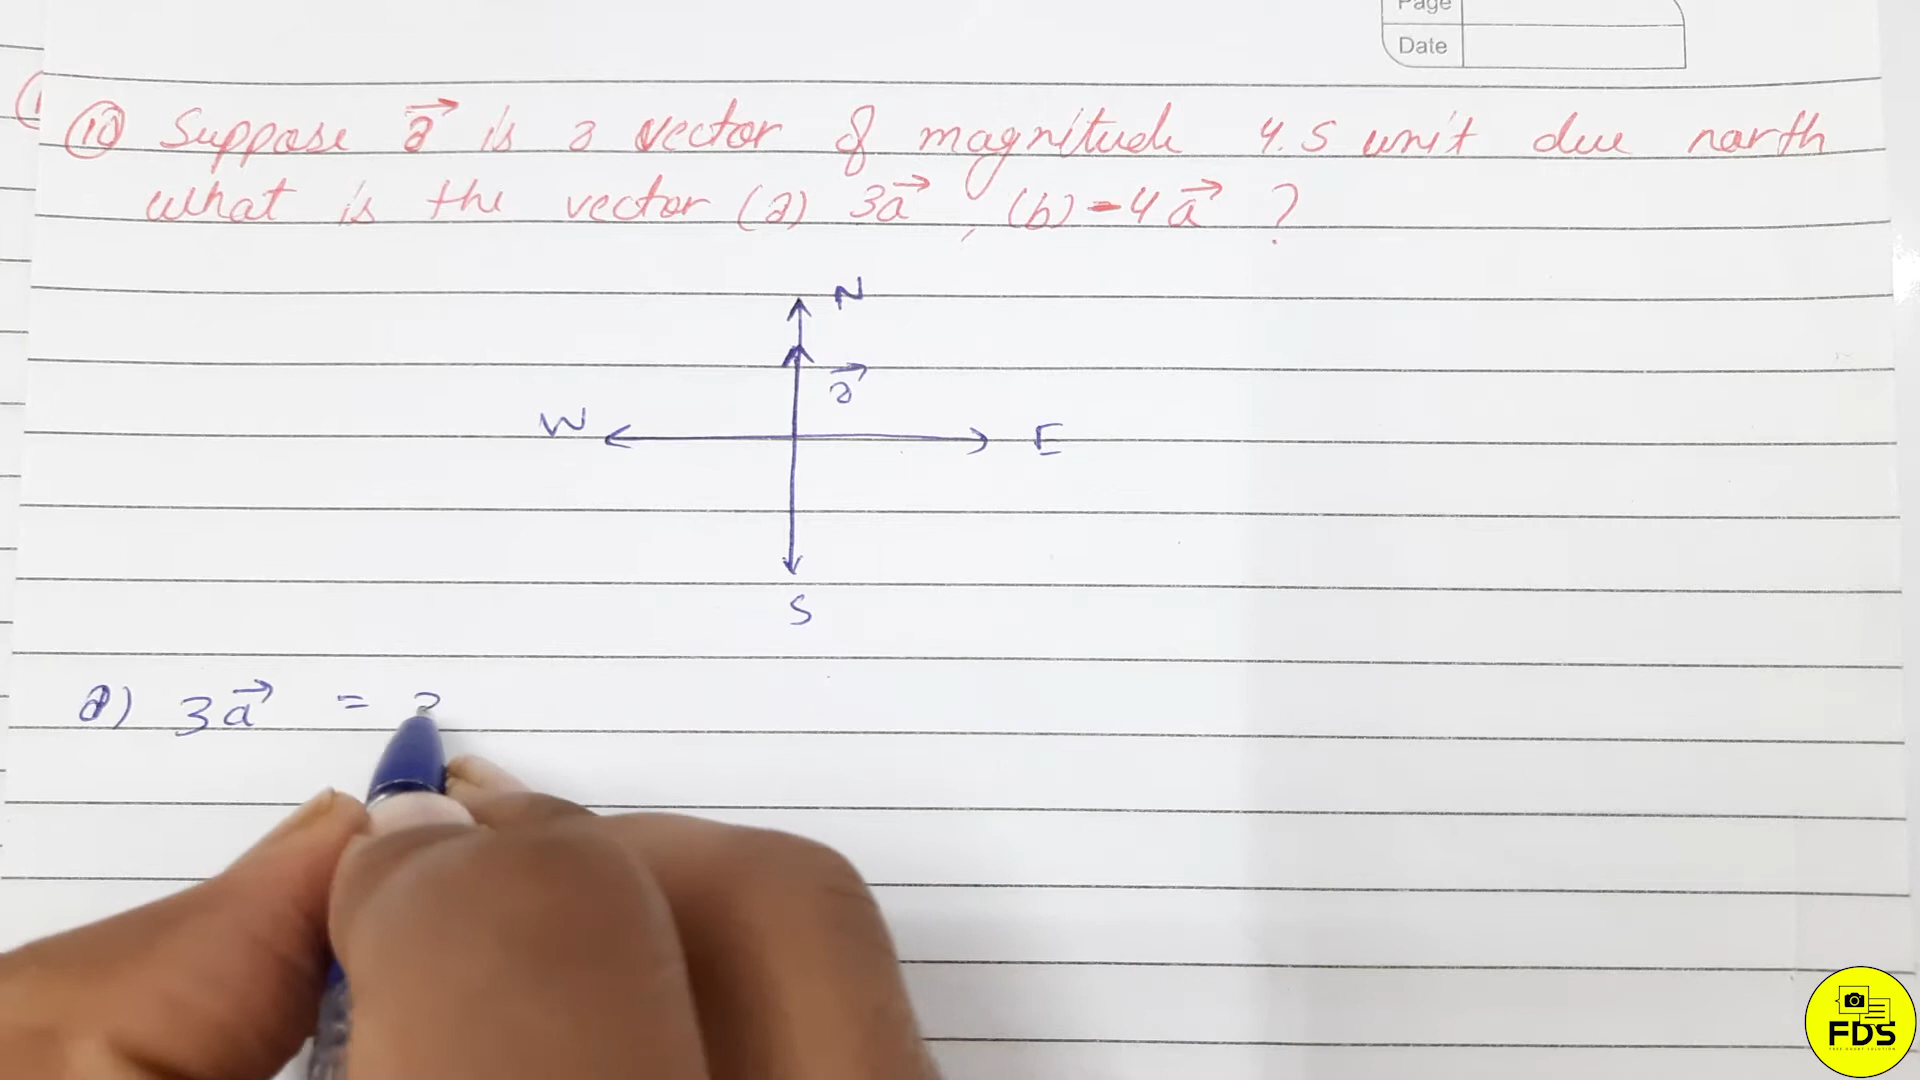 Page
Date
(10) Suppose a⃗ is a vector of magnitude 4.5 unit due narth
what is the vector (a) 3a⃗, (b) -4a⃗ ?
N
a⃗
W E
S
a) 3a⃗ =
FDS